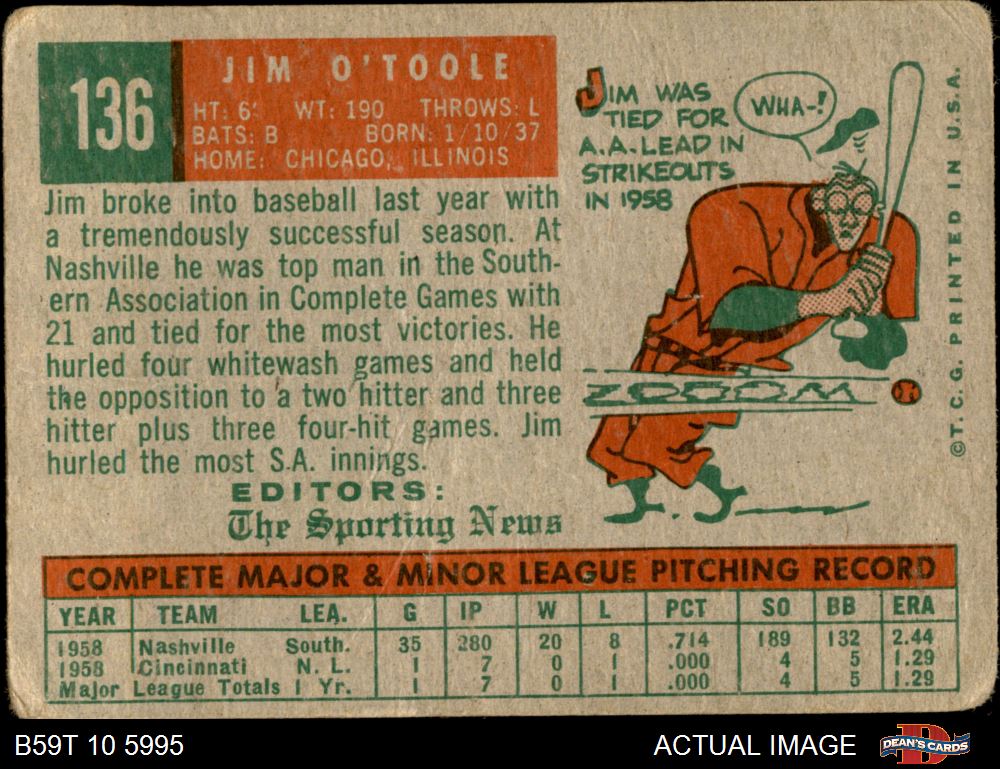 136
JIM O'TOOLE
HT: 6' WT: 190 THROWS: L
BATS: B BORN: 1/10/37
HOME: CHICAGO, ILLINOIS
Jim broke into baseball last year with
a tremendously successful season. At
Nashville he was top man in the South-
ern Association in Complete Games with
21 and tied for the most victories. He
hurled four whitewash games and held
the opposition to a two hitter and three
hitter plus three four-hit games. Jim
hurled the most S.A. innings.
EDITORS:
The Sporting News
JIM WAS
TIED FOR
A.A. LEAD IN
STRIKEOUTS
IN 1958
WHA-!
ZOOOOM
©T.C.G. PRINTED IN U.S.A.
COMPLETE MAJOR & MINOR LEAGUE PITCHING RECORD
YEAR TEAM LEA. G IP W L PCT SO BB ERA
1958 Nashville South. 35 280 20 8 .714 189 132 2.44
1958 Cincinnati N. L. 1 7 0 1 .000 4 5 1.29
Major League Totals 1 Yr. 1 7 0 1 .000 4 5 1.29
B59T 10 5995
ACTUAL IMAGE
DEAN'S CARDS